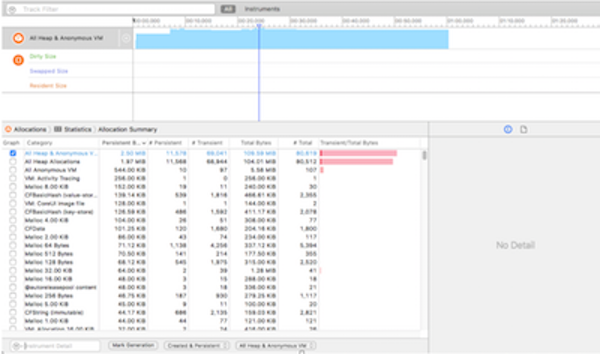 Track Filter All Instruments
00:00.000 00:10.000 00:20.000 00:30.000 00:40.000 00:50.000 01:00.000 01:10.000 01:20.000
All Heap & Anonymous VM
Dirty Size
Swapped Size
Resident Size
Allocations Statistics Allocation Summary
Graph Category Persistent B... # Persistent # Transient Total Bytes # Total Transient/Total Bytes
All Heap & Anonymous V... 2.50 MiB 11,578 69,041 109.59 MiB 80,619
All Heap Allocations 1.97 MiB 11,568 68,944 104.01 MiB 80,512
All Anonymous VM 544.00 KiB 10 97 5.58 MiB 107
VM: Activity Tracing 256.00 KiB 1 0 256.00 KiB 1
Malloc 8.00 KiB 152.00 KiB 19 11 240.00 KiB 30
CFBasicHash (value-stor... 139.14 KiB 539 1,816 466.81 KiB 2,355
VM: CoreUI image file 128.00 KiB 1 1 144.00 KiB 2
CFBasicHash (key-store) 126.58 KiB 486 1,592 411.17 KiB 2,078
Malloc 4.00 KiB 104.00 KiB 26 51 308.00 KiB 77
CFData 101.25 KiB 120 1,680 204.16 KiB 1,800
Malloc 2.00 KiB 86.00 KiB 43 74 234.00 KiB 117
Malloc 64 Bytes 71.12 KiB 1,138 4,256 337.12 KiB 5,394
Malloc 512 Bytes 70.50 KiB 141 214 177.50 KiB 355
Malloc 128 Bytes 68.12 KiB 545 1,975 315.00 KiB 2,520
Malloc 32.00 KiB 64.00 KiB 2 39 1.28 MiB 41
Malloc 16.00 KiB 48.00 KiB 3 15 288.00 KiB 18
@autoreleasepool content 48.00 KiB 3 18 336.00 KiB 21
Malloc 256 Bytes 46.75 KiB 187 930 279.25 KiB 1,117
Malloc 5.00 KiB 45.00 KiB 9 11 100.00 KiB 20
CFString (immutable) 44.17 KiB 686 2,135 159.03 KiB 2,821
Malloc 1.00 KiB 44.00 KiB 44 77 121.00 KiB 121
No Detail
Instrument Detail Mark Generation Created & Persistent All Heap & Anonymous VM